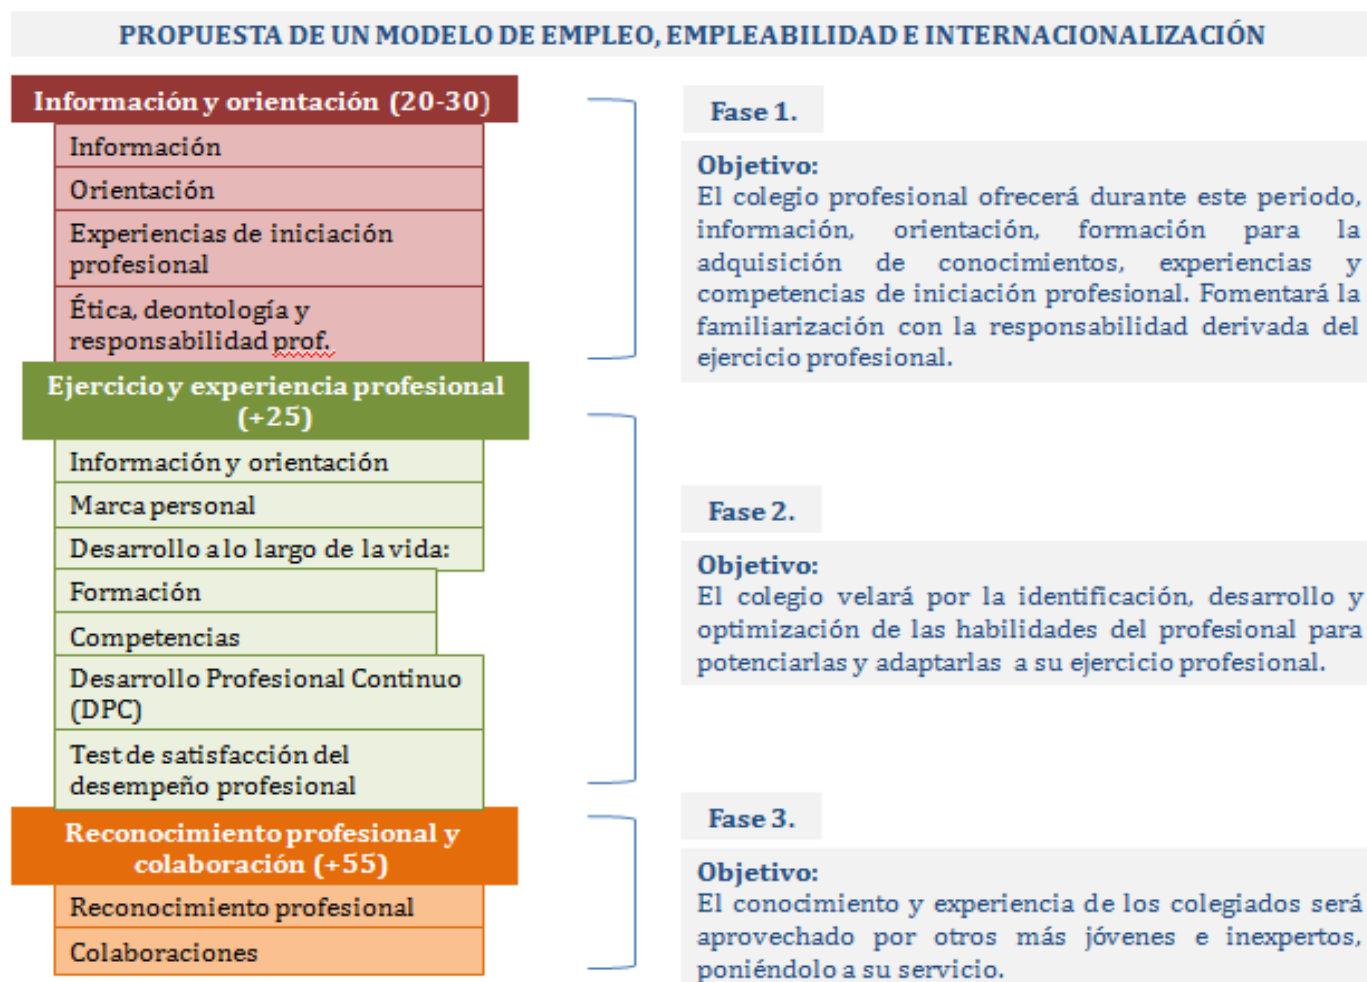 PROPUESTA DE UN MODELO DE EMPLEO, EMPLEABILIDAD E INTERNACIONALIZACIÓN
Información y orientación (20-30)
Información
Orientación
Experiencias de iniciación
profesional
Ética, deontología y
responsabilidad prof.
Fase 1.
Objetivo:
El colegio profesional ofrecerá durante este periodo,
información, orientación, formación para la
adquisición de conocimientos, experiencias y
competencias de iniciación profesional. Fomentará la
familiarización con la responsabilidad derivada del
ejercicio profesional.
Ejercicio y experiencia profesional
(+25)
Información y orientación
Marca personal
Desarrollo a lo largo de la vida:
Formación
Competencias
Desarrollo Profesional Continuo
(DPC)
Test de satisfacción del
desempeño profesional
Fase 2.
Objetivo:
El colegio velará por la identificación, desarrollo y
optimización de las habilidades del profesional para
potenciarlas y adaptarlas a su ejercicio profesional.
Reconocimiento profesional y
colaboración (+55)
Reconocimiento profesional
Colaboraciones
Fase 3.
Objetivo:
El conocimiento y experiencia de los colegiados será
aprovechado por otros más jóvenes e inexpertos,
poniéndolo a su servicio.